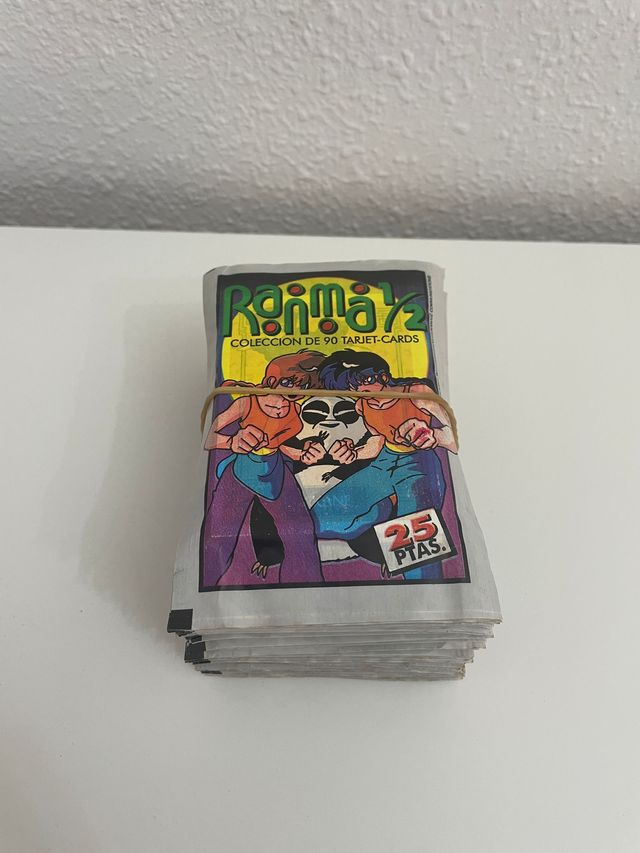 Ranma 1/2
COLECCION DE 90 TARJET-CARDS
25
PTAS.